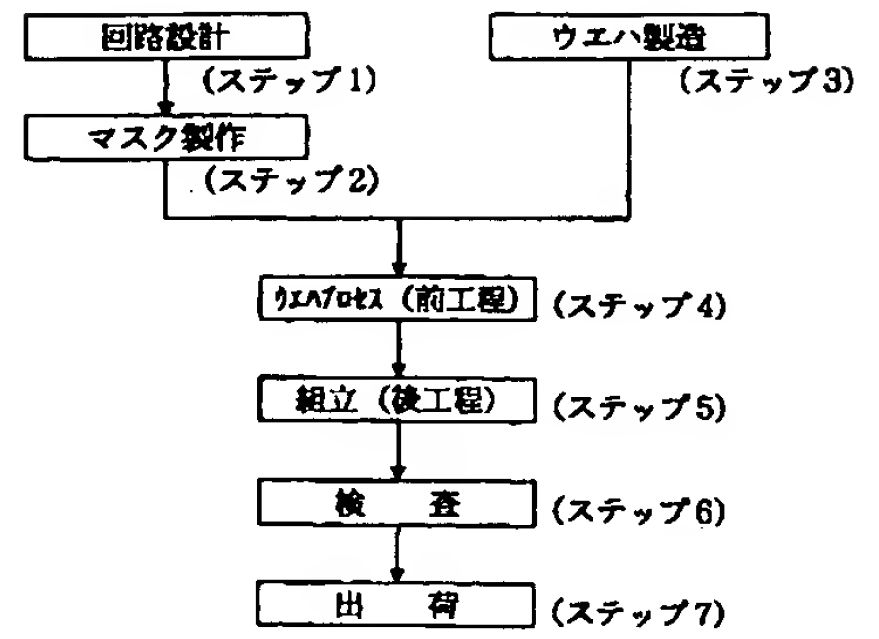 回路設計
ウエハ製造
(ステップ1)
(ステップ3)
マスク製作
(ステップ2)
ウエハプロセス (前工程)
(ステップ4)
組立 (後工程)
(ステップ5)
検 査
(ステップ6)
出 荷
(ステップ7)